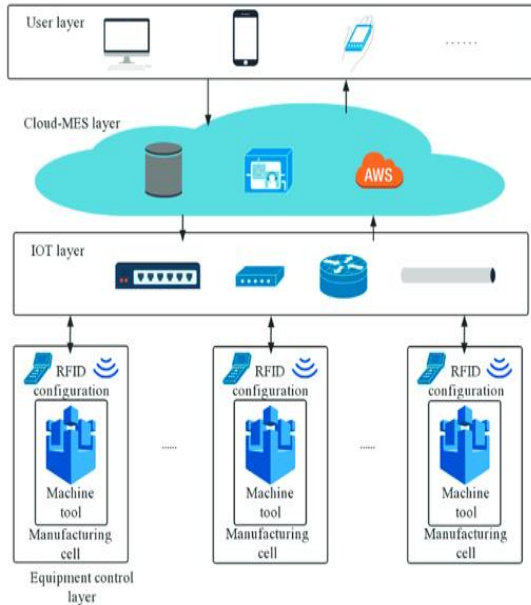 User layer
......
Cloud-MES layer
AWS
IOT layer
RFID
configuration
Machine
tool
Manufacturing
cell
......
RFID
configuration
Machine
tool
Manufacturing
cell
......
RFID
configuration
Machine
tool
Manufacturing
cell
Equipment control
layer